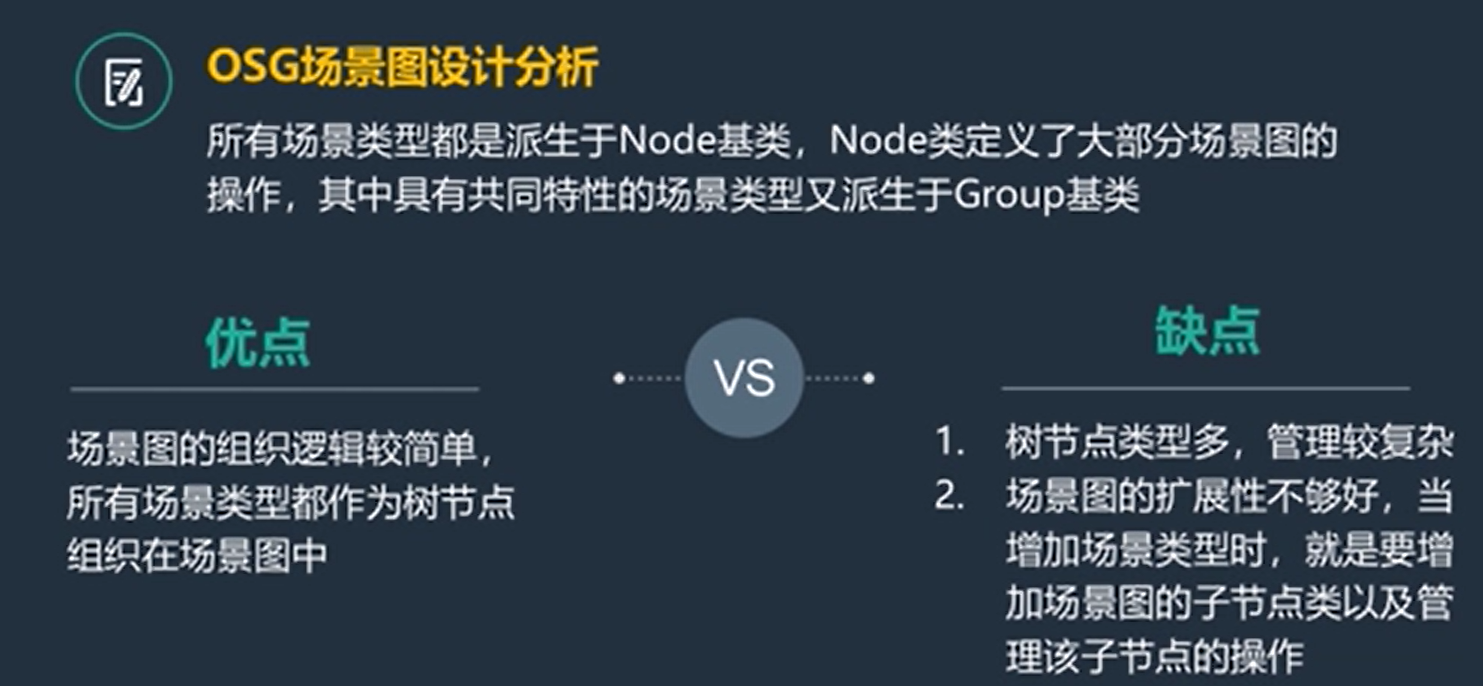 OSG场景图设计分析
所有场景类型都是派生于Node基类，Node类定义了大部分场景图的
操作，其中具有共同特性的场景类型又派生于Group基类
优点
VS
缺点
场景图的组织逻辑较简单，
所有场景类型都作为树节点
组织在场景图中
1. 树节点类型多，管理较复杂
2. 场景图的扩展性不够好，当
增加场景类型时，就是要增
加场景图的子节点类以及管
理该子节点的操作